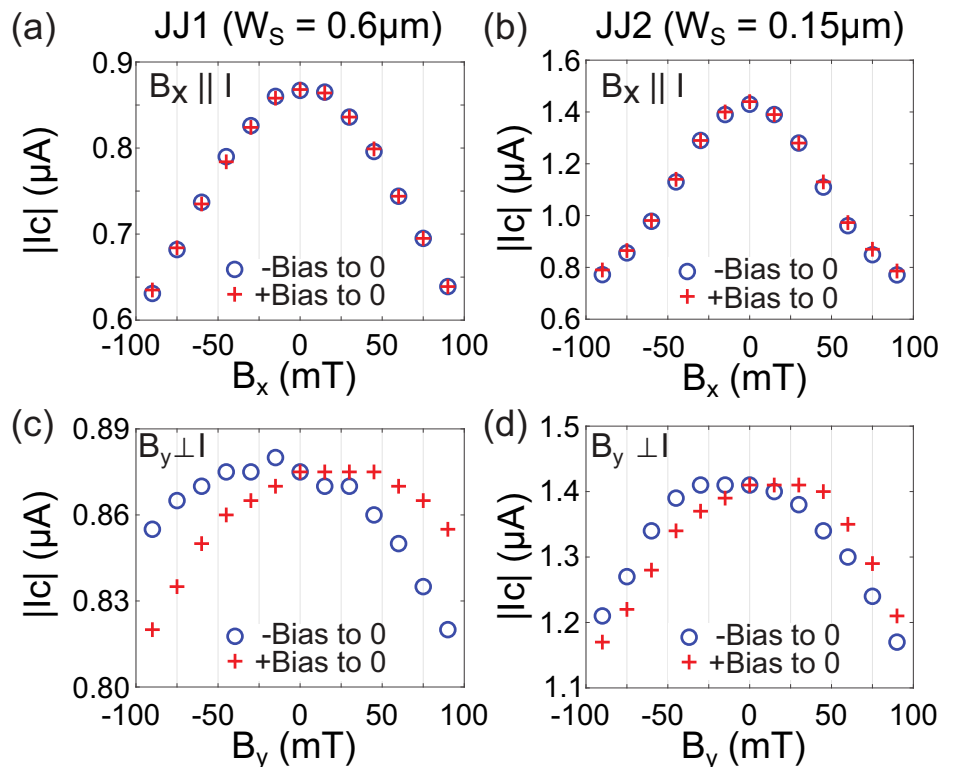 (a) JJ1 (W_S = 0.6μm)
0.9
0.8
0.7
0.6
|Ic| (μA)
B_x || I
-Bias to 0
+Bias to 0
-100 -50 0 50 100
B_x (mT)
(b) JJ2 (W_S = 0.15μm)
1.4
1.2
1.0
0.8
0.6
|Ic| (μA)
B_x || I
-Bias to 0
+Bias to 0
-100 -50 0 50 100
B_x (mT)
(c)
0.89
0.86
0.83
0.80
|Ic| (μA)
B_y⊥I
-Bias to 0
+Bias to 0
-100 -50 0 50 100
B_y (mT)
(d)
1.5
1.4
1.3
1.2
1.1
|Ic| (μA)
B_y ⊥I
-Bias to 0
+Bias to 0
-100 -50 0 50 100
B_y (mT)